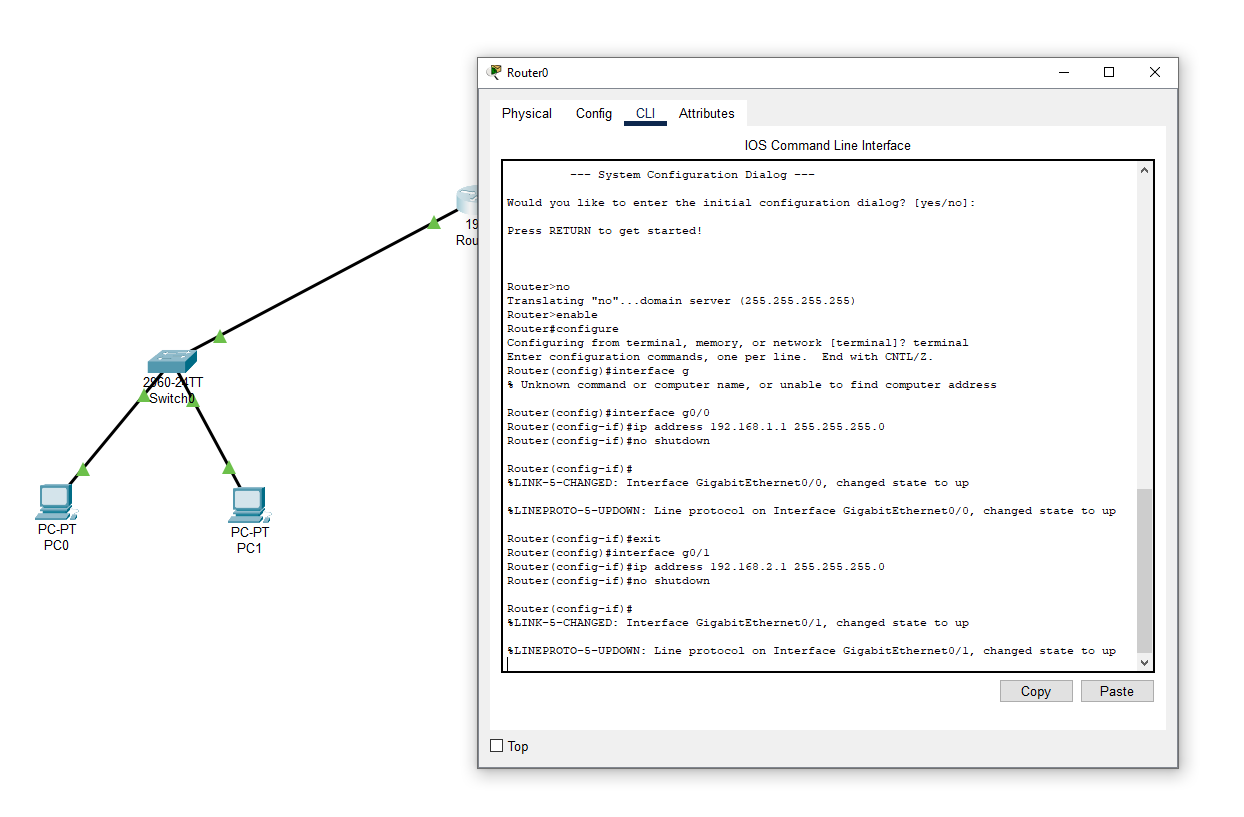 Router0
Physical Config CLI Attributes
IOS Command Line Interface
--- System Configuration Dialog ---
Would you like to enter the initial configuration dialog? [yes/no]:
Press RETURN to get started!
Router>no
Translating "no"...domain server (255.255.255.255)
Router>enable
Router#configure
Configuring from terminal, memory, or network [terminal]? terminal
Enter configuration commands, one per line.  End with CNTL/Z.
Router(config)#interface g
% Unknown command or computer name, or unable to find computer address
Router(config)#interface g0/0
Router(config-if)#ip address 192.168.1.1 255.255.255.0
Router(config-if)#no shutdown
Router(config-if)#
%LINK-5-CHANGED: Interface GigabitEthernet0/0, changed state to up
%LINEPROTO-5-UPDOWN: Line protocol on Interface GigabitEthernet0/0, changed state to up
Router(config-if)#exit
Router(config)#interface g0/1
Router(config-if)#ip address 192.168.2.1 255.255.255.0
Router(config-if)#no shutdown
Router(config-if)#
%LINK-5-CHANGED: Interface GigabitEthernet0/1, changed state to up
%LINEPROTO-5-UPDOWN: Line protocol on Interface GigabitEthernet0/1, changed state to up
Copy Paste
Top
19
Rou
2960-24TT
Switch0
PC-PT
PC0
PC-PT
PC1